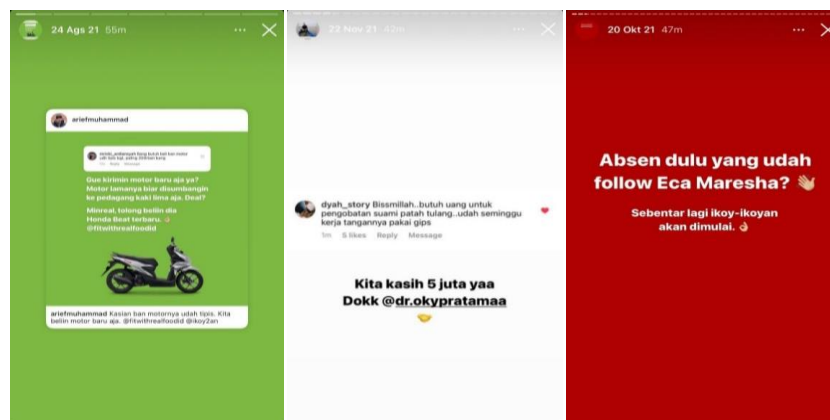 24 Ags 21 55m
ariefmuhammad
Gue kirimin motor baru aja ya?
Motor lamanya biar disumbangin
ke pedagang kaki lima aja. Deal?
Minreal, tolong beliin dia
Honda Beat terbaru. 👌🏼
@fitwithrealfoodid
ariefmuhammad Kasian ban motornya udah tipis. Kita
beliin motor baru aja. @fitwithrealfoodid @ikoy2an
23 Nov 21 42m
dyah_story Bissmillah..butuh uang untuk
pengobatan suami patah tulang..udah seminggu
kerja tangannya pakai gips
1m 5 likes Reply Message
Kita kasih 5 juta yaa
Dokk @dr.okypratamaa
🤝
20 Okt 21 47m
Absen dulu yang udah
follow Eca Maresha? 👋🏼
Sebentar lagi ikoy-ikoyan
akan dimulai. 👌🏼